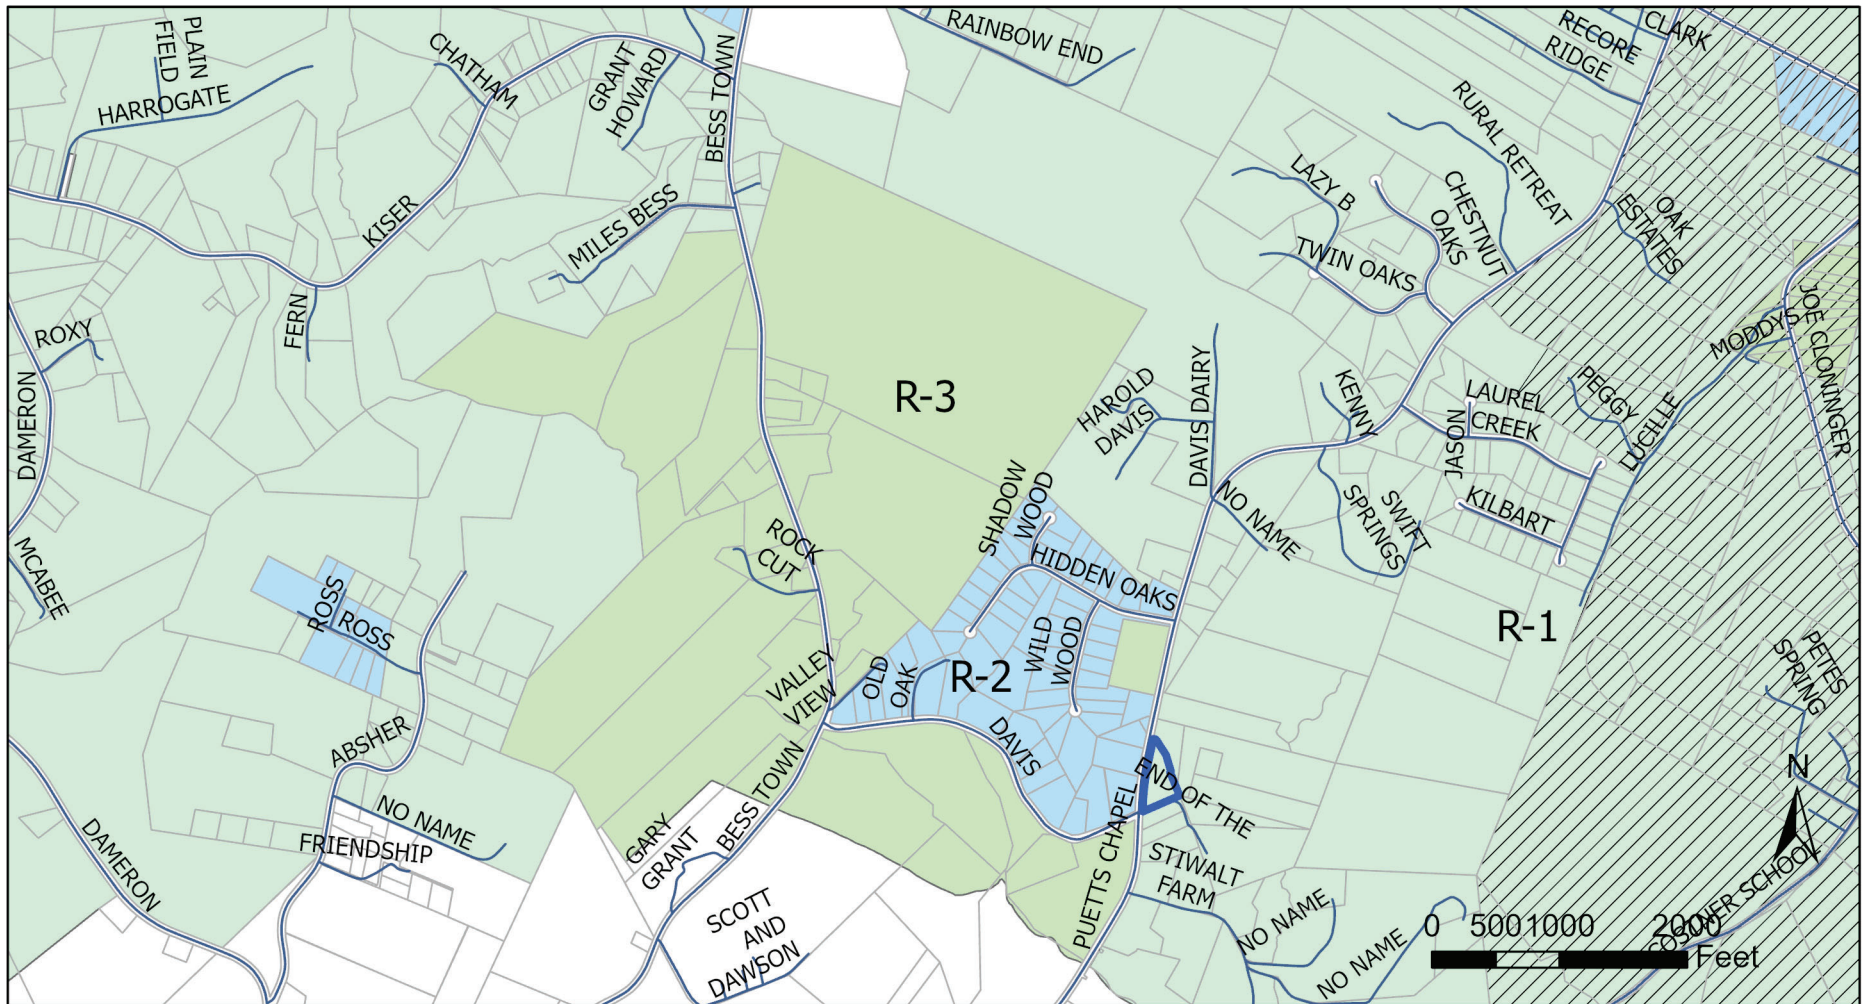 PLAIN
FIELD
HARROGATE
CHATHAM
GRANT
HOWARD
BESS TOWN
RAINBOW END
RECORE
RIDGE
CLARK
KISER
MILES BESS
FERN
ROXY
DAMERON
MCABEE
RURAL RETREAT
LAZY B
CHESTNUT
OAKS
TWIN OAKS
OAK
ESTATES
JOE CLONINGER
MODDYS
R-3
HAROLD
DAVIS
DAVIS DAIRY
KENNY
LAUREL
CREEK
JASON
PEGGY
LUCILLE
KILBART
SWIFT
SPRINGS
NO NAME
SHADOW
WOOD
HIDDEN OAKS
ROCK
CUT
ROSS
ROSS
WILD
WOOD
R-2
R-1
OLD
OAK
VALLEY
VIEW
DAVIS
PETES
SPRING
ABSHER
NO NAME
FRIENDSHIP
DAMERON
GARY
GRANT
BESS TOWN
SCOTT
AND
DAWSON
END OF THE
PUETTS CHAPEL
STIWALT
FARM
NO NAME
NO NAME
N
0 500 1000 2000
Feet